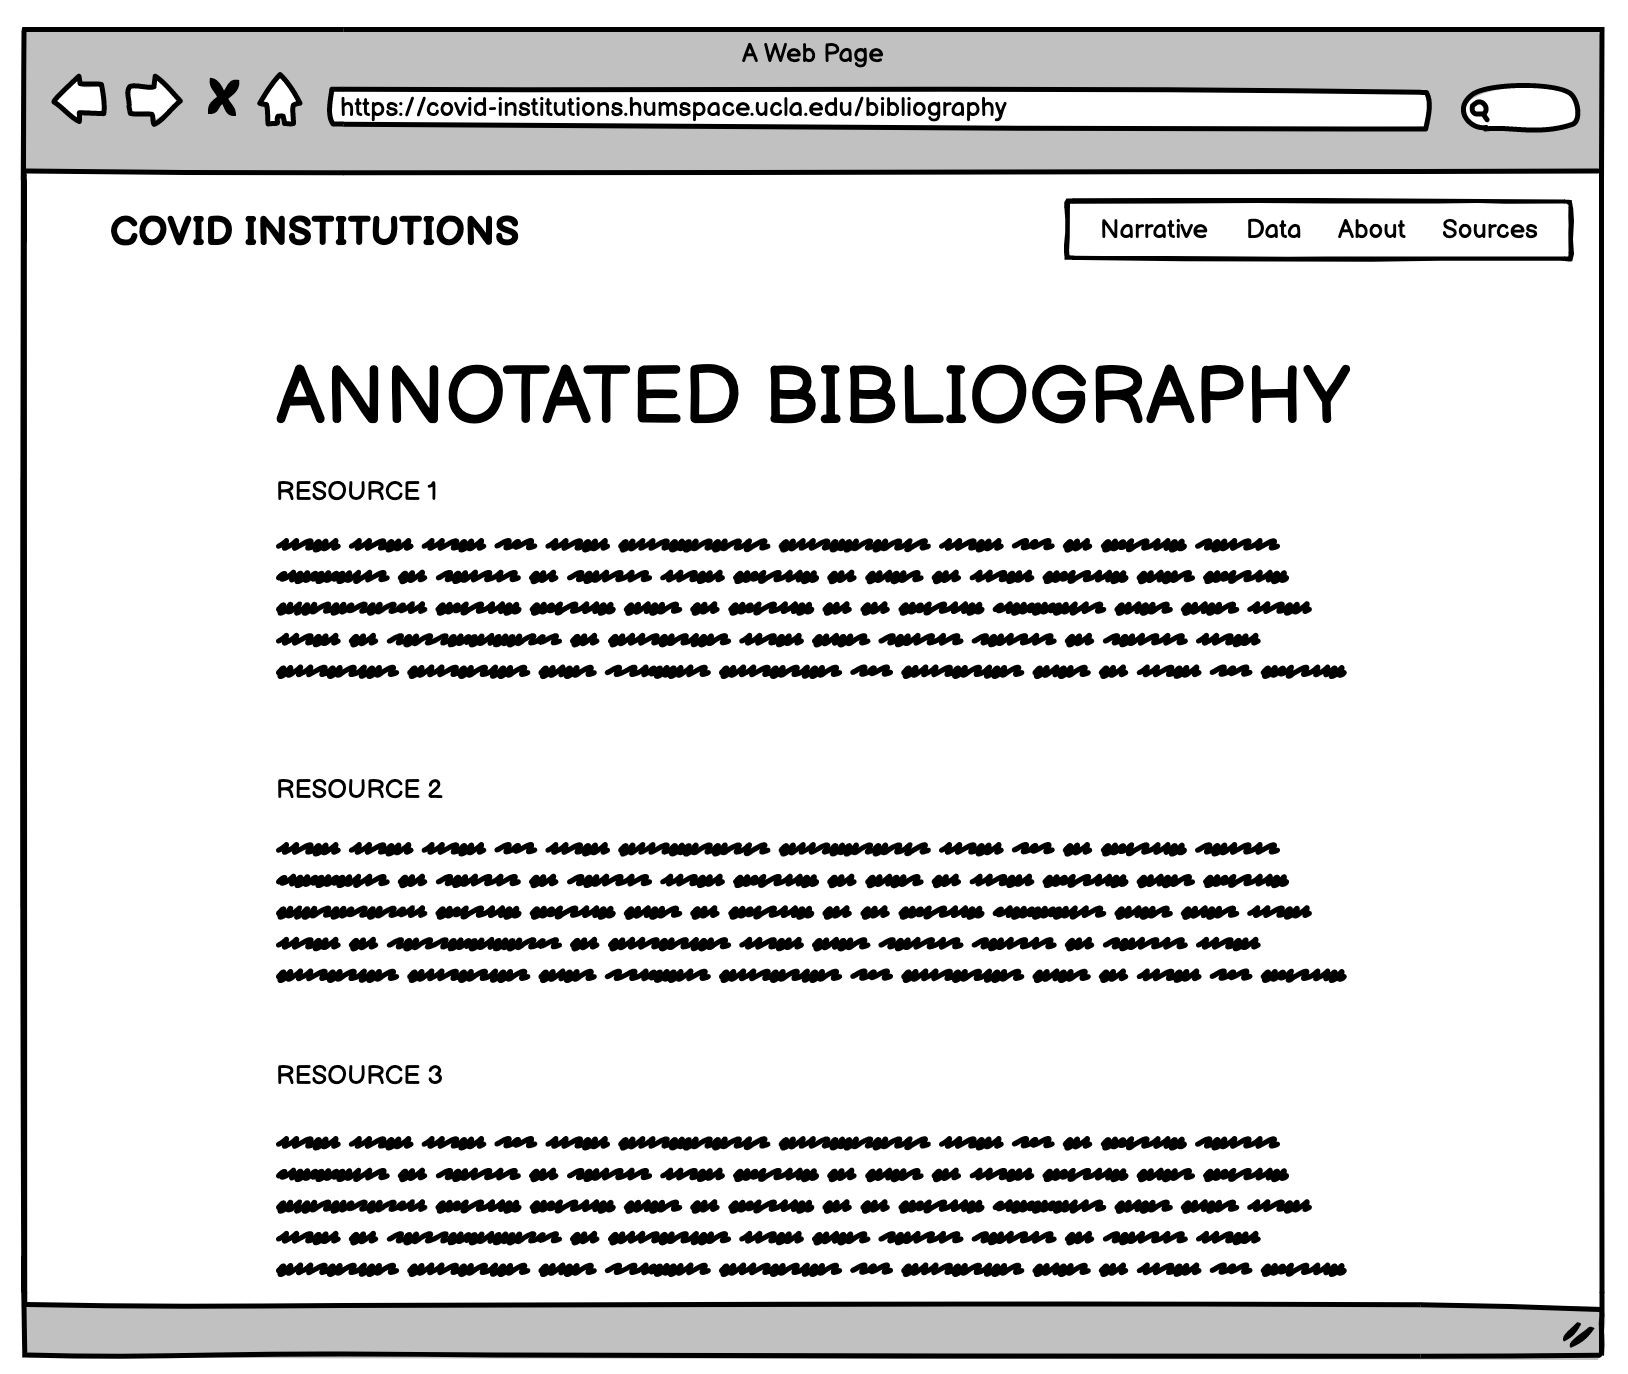 A Web Page
https://covid-institutions.humspace.ucla.edu/bibliography
COVID INSTITUTIONS
Narrative Data About Sources
ANNOTATED BIBLIOGRAPHY
RESOURCE 1
RESOURCE 2
RESOURCE 3